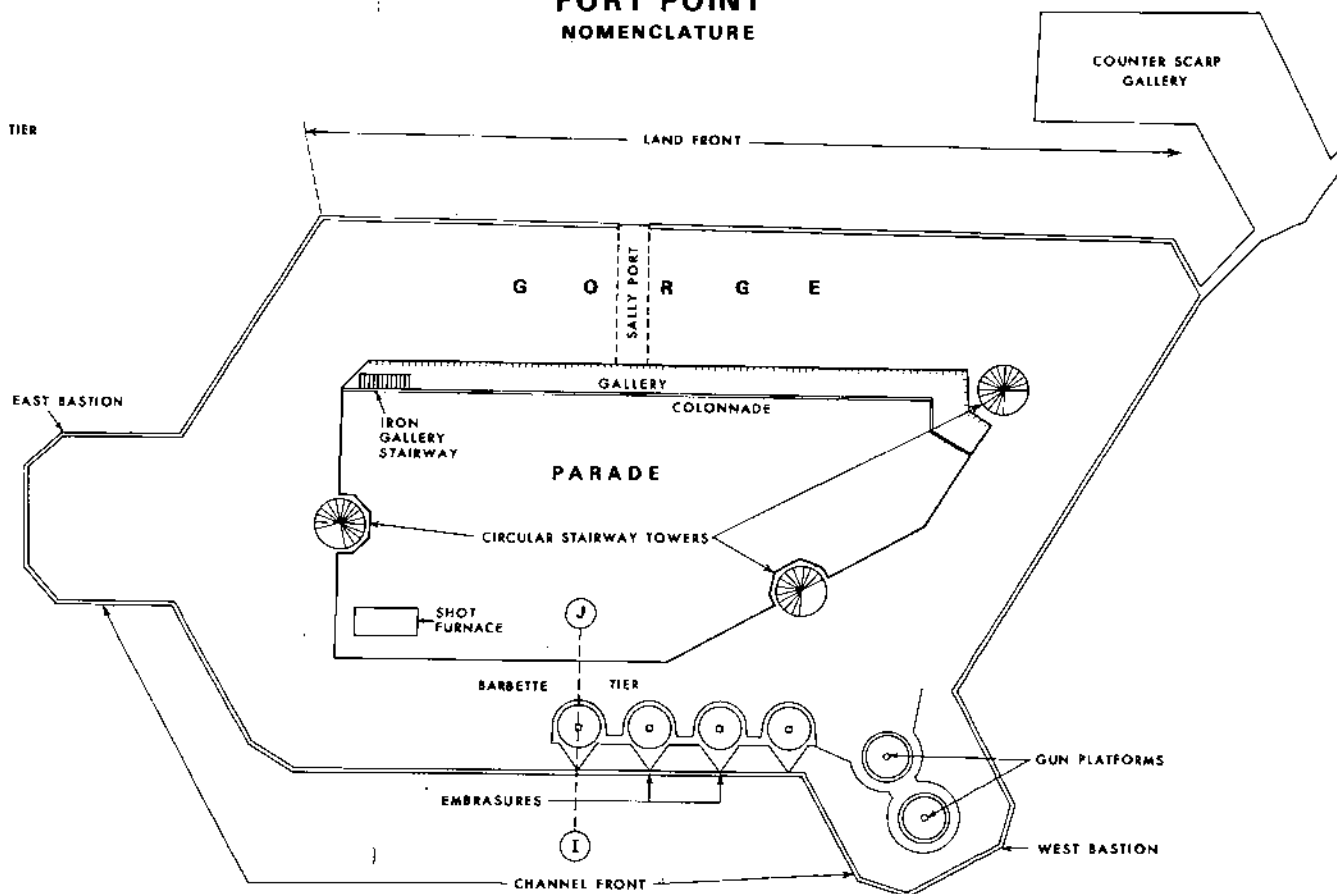 FORT POINT
NOMENCLATURE
COUNTER SCARP
GALLERY
TIER
LAND FRONT
GORGE
SALLY PORT
GALLERY
COLONNADE
EAST BASTION
IRON
GALLERY
STAIRWAY
PARADE
CIRCULAR STAIRWAY TOWERS
SHOT
FURNACE
J
BARBETTE TIER
GUN PLATFORMS
EMBRASURES
I
WEST BASTION
CHANNEL FRONT